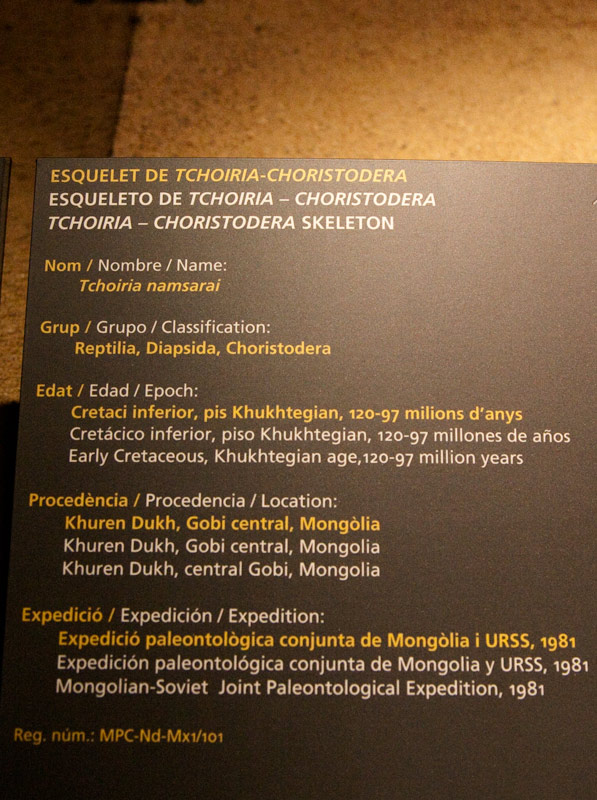 ESQUELET DE TCHOIRIA-CHORISTODERA
ESQUELETO DE TCHOIRIA – CHORISTODERA
TCHOIRIA – CHORISTODERA SKELETON
Nom / Nombre / Name:
Tchoiria namsarai
Grup / Grupo / Classification:
Reptilia, Diapsida, Choristodera
Edat / Edad / Epoch:
Cretaci inferior, pis Khukhtegian, 120-97 milions d'anys
Cretácico inferior, piso Khukhtegian, 120-97 millones de años
Early Cretaceous, Khukhtegian age,120-97 million years
Procedència / Procedencia / Location:
Khuren Dukh, Gobi central, Mongòlia
Khuren Dukh, Gobi central, Mongolia
Khuren Dukh, central Gobi, Mongolia
Expedició / Expedición / Expedition:
Expedició paleontològica conjunta de Mongòlia i URSS, 1981
Expedición paleontológica conjunta de Mongolia y URSS, 1981
Mongolian-Soviet Joint Paleontological Expedition, 1981
Reg. núm.: MPC-Nd-Mx1/101